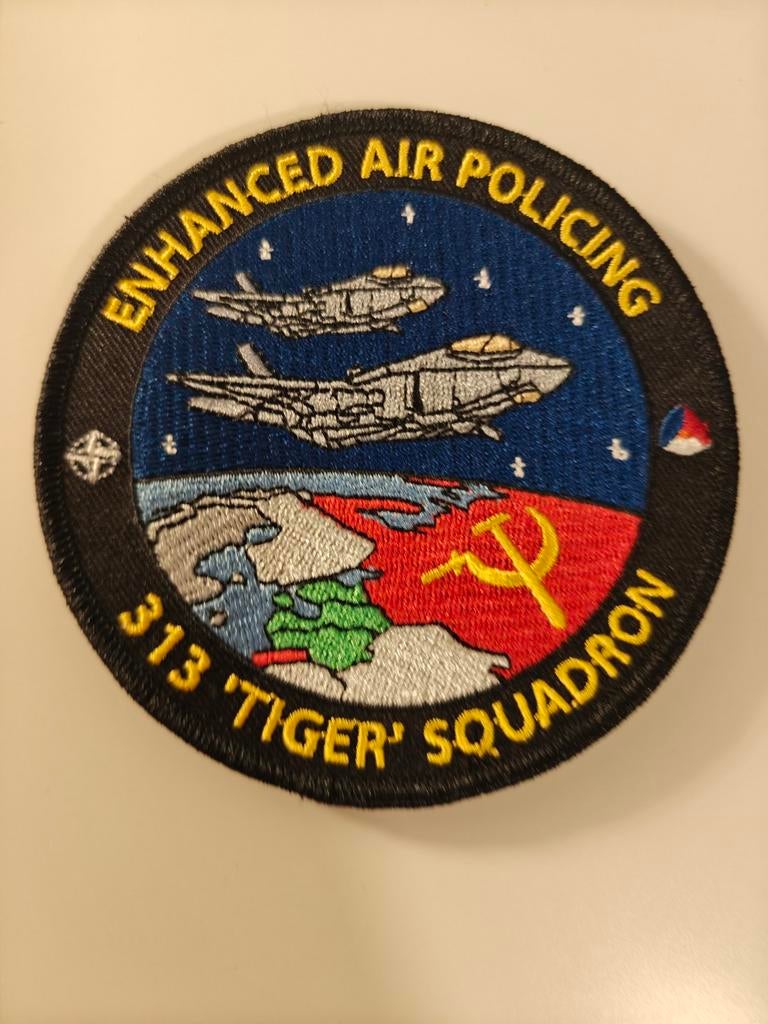 ENHANCED AIR POLICING
313 'TIGER' SQUADRON